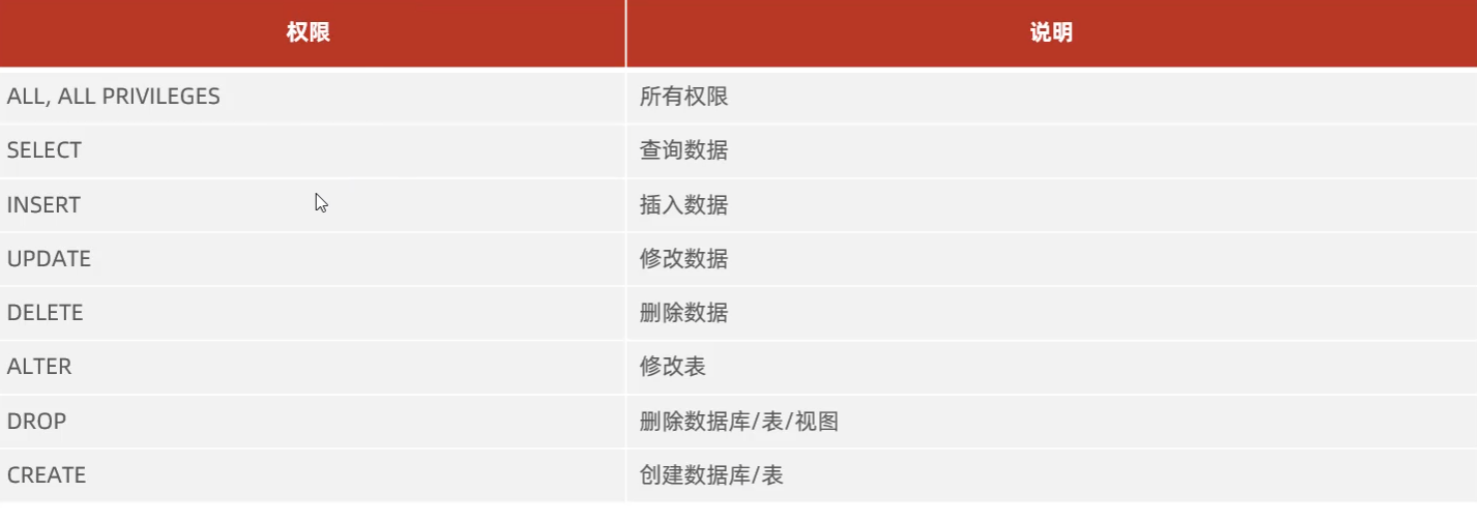 权限 说明
ALL, ALL PRIVILEGES 所有权限
SELECT 查询数据
INSERT 插入数据
UPDATE 修改数据
DELETE 删除数据
ALTER 修改表
DROP 删除数据库/表/视图
CREATE 创建数据库/表